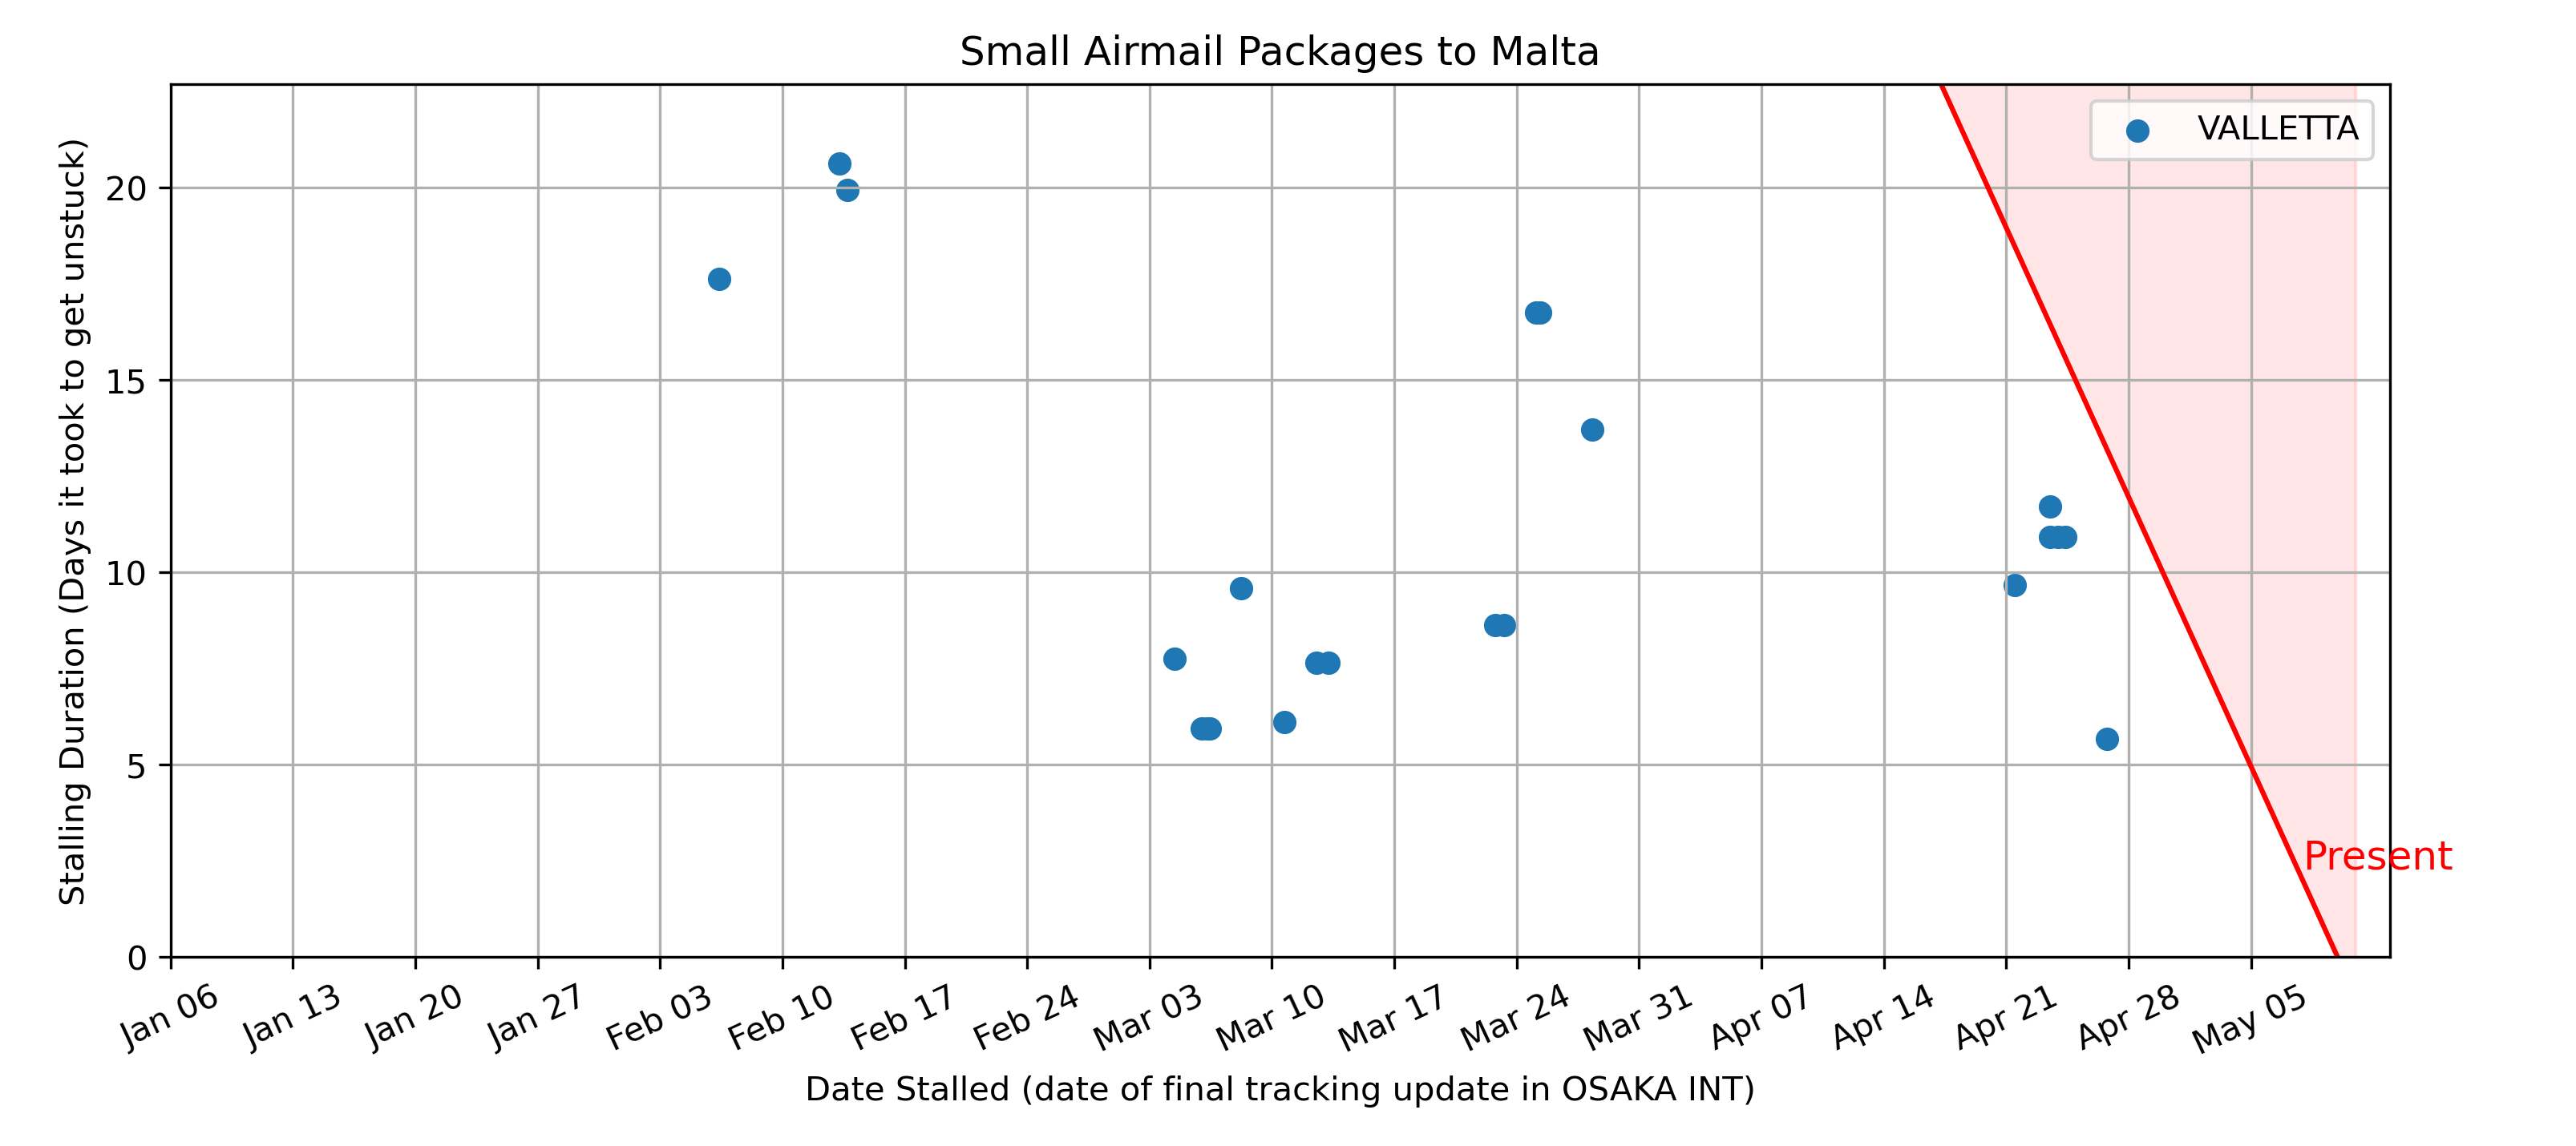 Small Airmail Packages to Malta
VALLETTA
Stalling Duration (Days it took to get unstuck)
20
15
10
5
0
Present
Jan 06
Jan 13
Jan 20
Jan 27
Feb 03
Feb 10
Feb 17
Feb 24
Mar 03
Mar 10
Mar 17
Mar 24
Mar 31
Apr 07
Apr 14
Apr 21
Apr 28
May 05
Date Stalled (date of final tracking update in OSAKA INT)